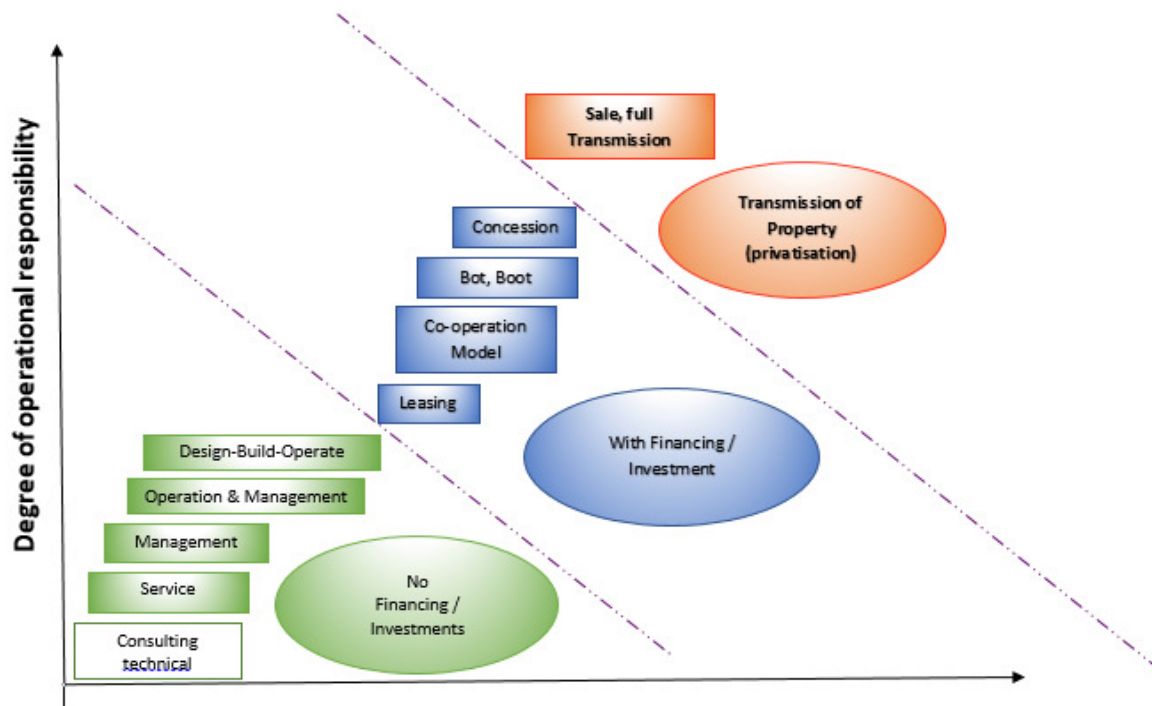 Degree of operational responsibility
Sale, full
Transmission
Transmission of
Property
(privatisation)
Concession
Bot, Boot
Co-operation
Model
Leasing
With Financing /
Investment
Design-Build-Operate
Operation & Management
Management
Service
Consulting
technical
No
Financing /
Investments